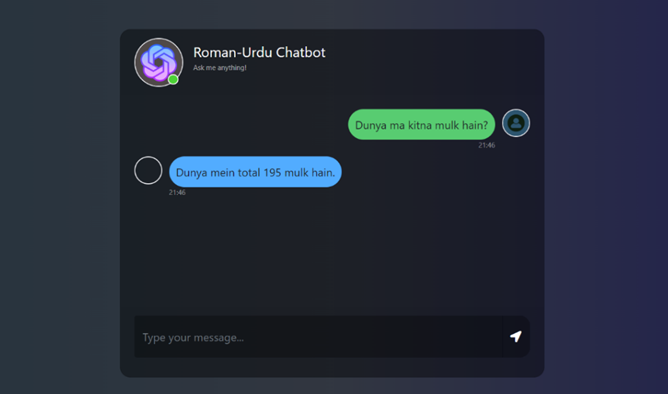 Roman-Urdu Chatbot
Ask me anything!
Dunya ma kitna mulk hain?
21:46
Dunya mein total 195 mulk hain.
21:46
Type your message...